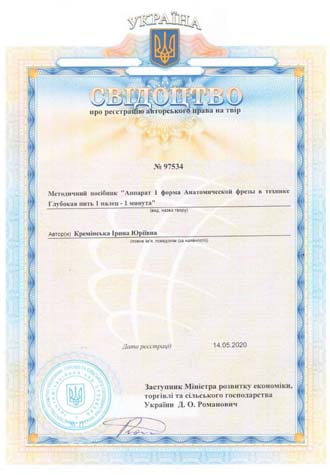 УКРАЇНА
СВІДОЦТВО
про реєстрацію авторського права на твір
№ 97534
Методичний посібник "Аппарат 1 форма Анатомической фрезы в технике
Глубокая нить 1 палец - 1 минута"
(вид, назва твору)
Автор(и) Кремінська Ірина Юріївна
(повне ім'я, псевдонім (за наявності))
Дата реєстрації 14.05.2020
Заступник Міністра розвитку економіки,
торгівлі та сільського господарства
України Д. О. Романович